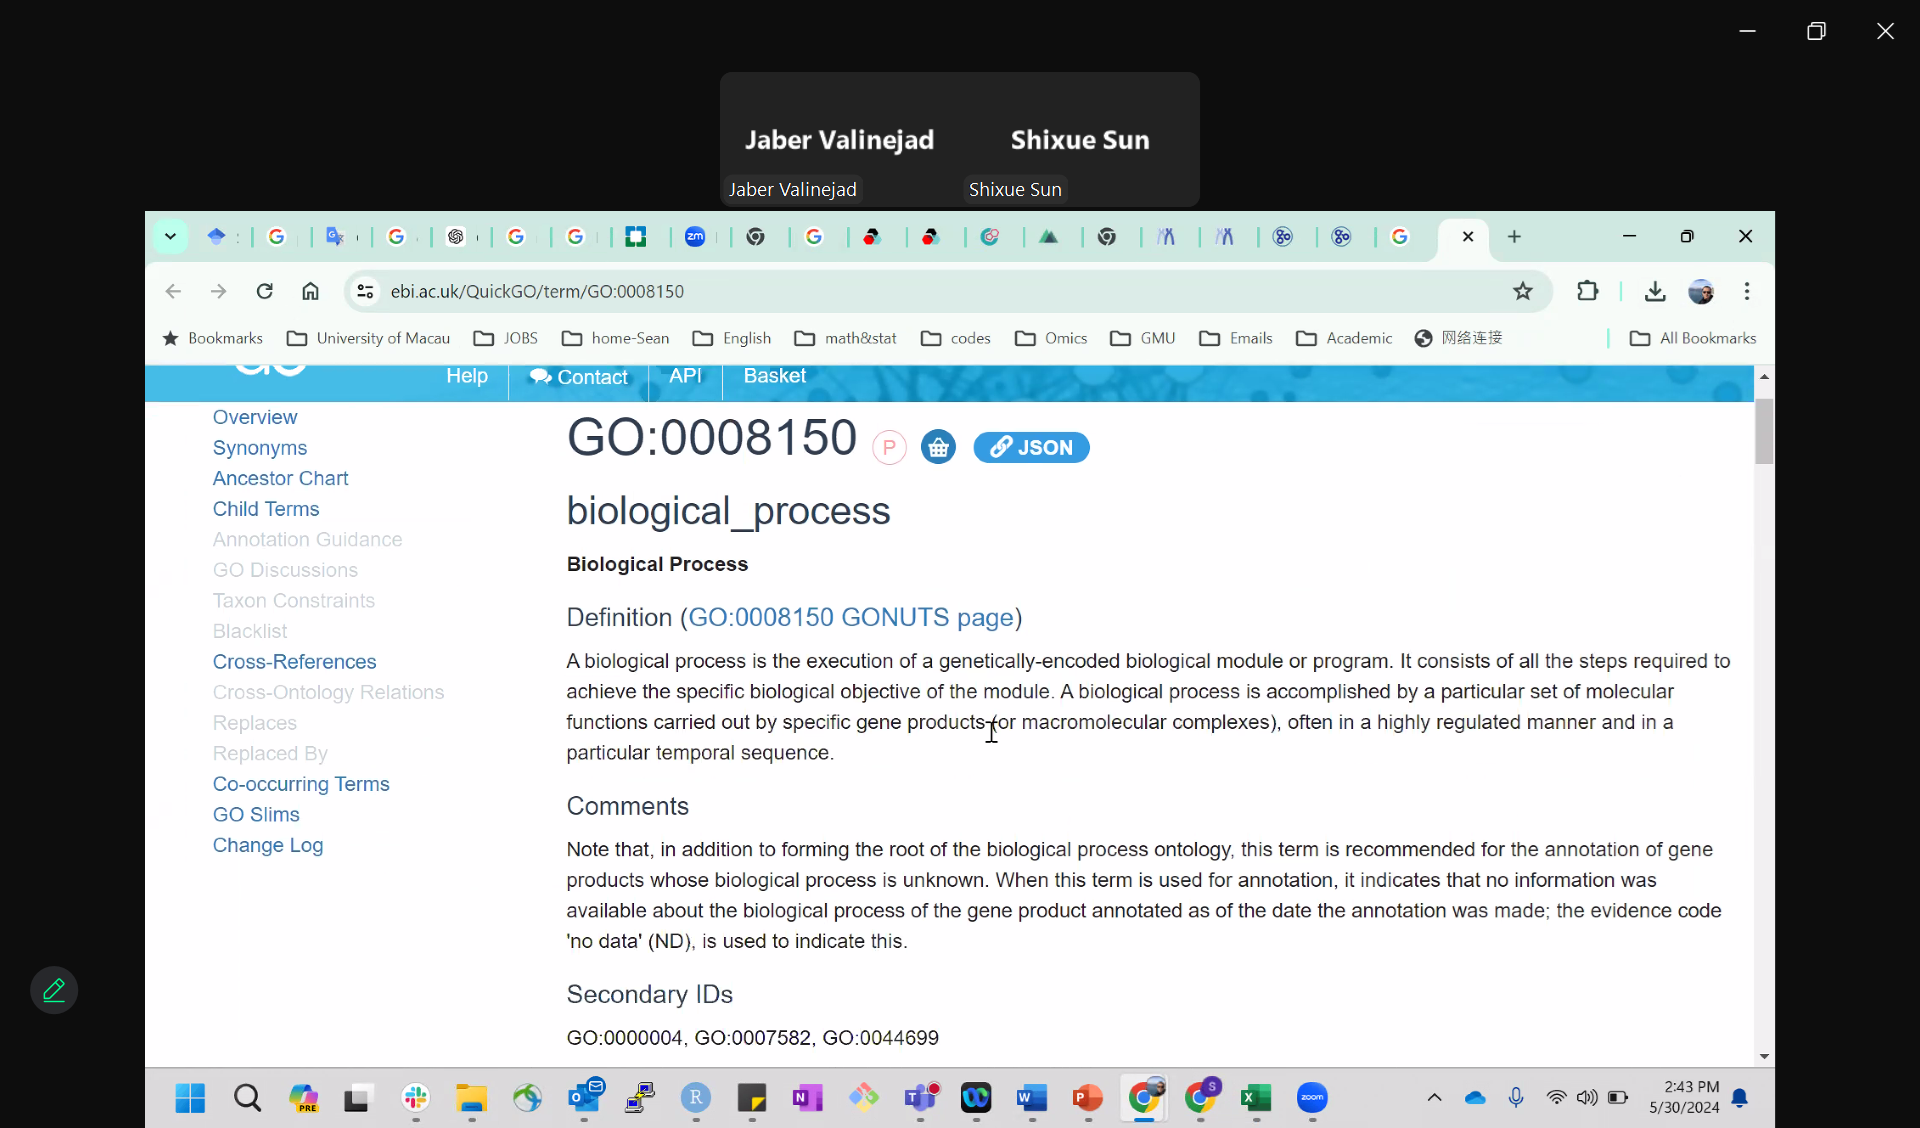 Jaber Valinejad
Shixue Sun
Jaber Valinejad
Shixue Sun
zm
ebi.ac.uk/QuickGO/term/GO:0008150
Bookmarks University of Macau JOBS home-Sean English math&stat codes Omics GMU Emails Academic 网络连接 All Bookmarks
Help Contact API Basket
Overview
Synonyms
Ancestor Chart
Child Terms
Annotation Guidance
GO Discussions
Taxon Constraints
Blacklist
Cross-References
Cross-Ontology Relations
Replaces
Replaced By
Co-occurring Terms
GO Slims
Change Log
GO:0008150 P JSON
biological_process
Biological Process
Definition (GO:0008150 GONUTS page)
A biological process is the execution of a genetically-encoded biological module or program. It consists of all the steps required to
achieve the specific biological objective of the module. A biological process is accomplished by a particular set of molecular
functions carried out by specific gene products (or macromolecular complexes), often in a highly regulated manner and in a
particular temporal sequence.
Comments
Note that, in addition to forming the root of the biological process ontology, this term is recommended for the annotation of gene
products whose biological process is unknown. When this term is used for annotation, it indicates that no information was
available about the biological process of the gene product annotated as of the date the annotation was made; the evidence code
'no data' (ND), is used to indicate this.
Secondary IDs
GO:0000004, GO:0007582, GO:0044699
PRE
zoom
2:43 PM
5/30/2024